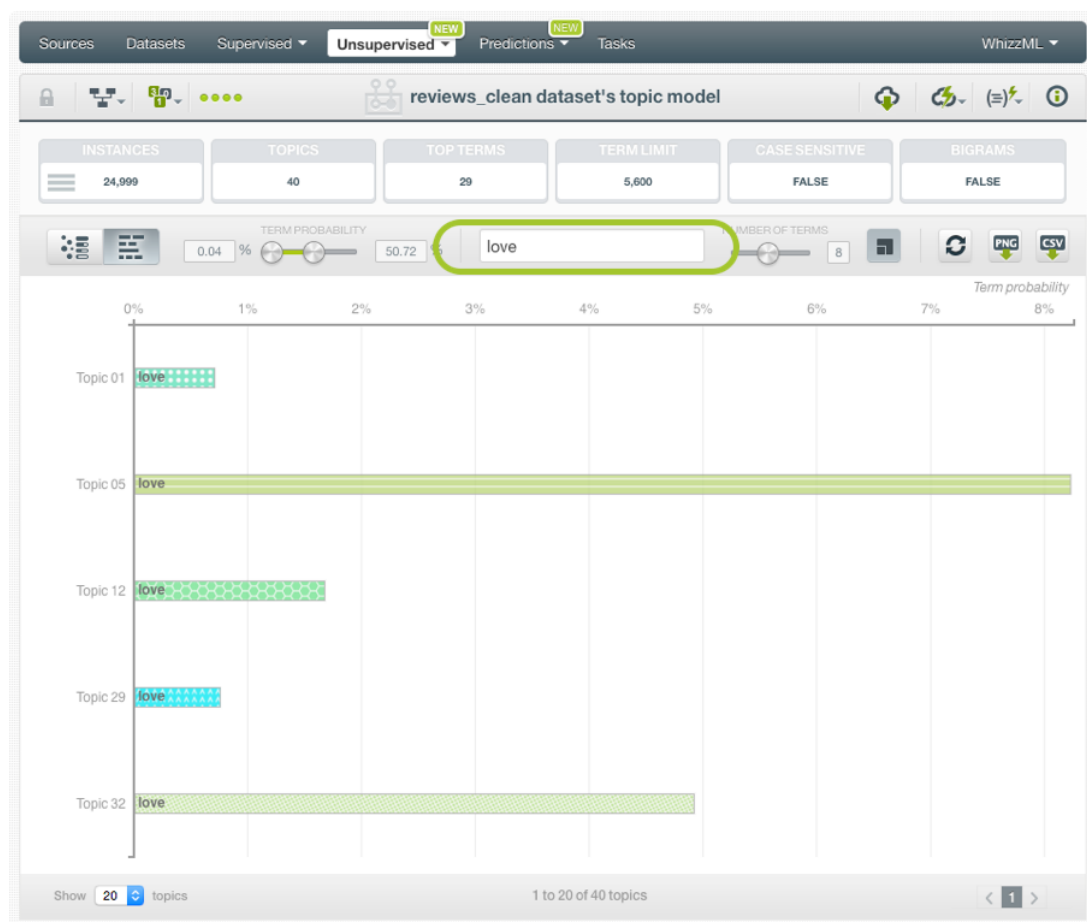 NEW NEW
Sources Datasets Supervised Unsupervised Predictions Tasks WhizzML
reviews_clean dataset's topic model
INSTANCES TOPICS TOP TERMS TERM LIMIT CASE SENSITIVE BIGRAMS
24,999 40 29 5,600 FALSE FALSE
TERM PROBABILITY NUMBER OF TERMS
0.04 % 50.72 % love 8 PNG CSV
Term probability
0% 1% 2% 3% 4% 5% 6% 7% 8%
Topic 01 love
Topic 05 love
Topic 12 love
Topic 29 love
Topic 32 love
Show 20 topics 1 to 20 of 40 topics < 1 >